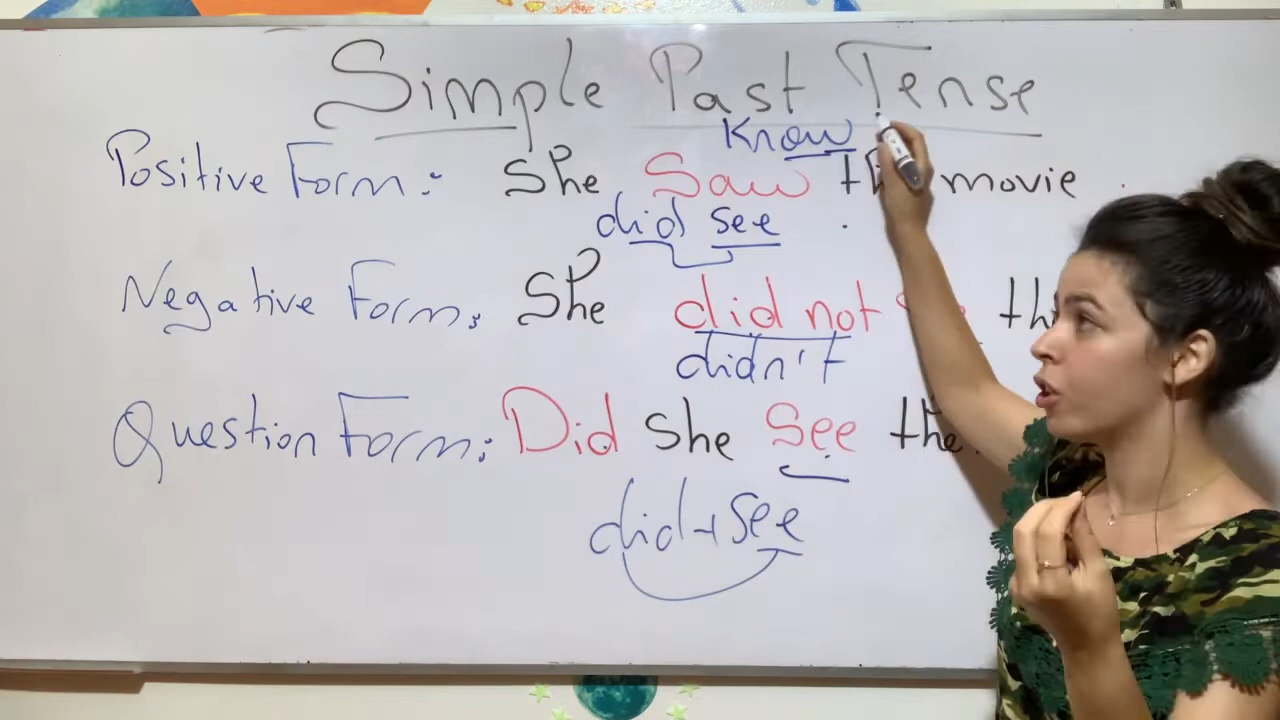 Simple Past Tense
Know
Positive Form: She Saw the movie.
did see
Negative Form: She did not
didn't
Question Form: Did she See the
did + see